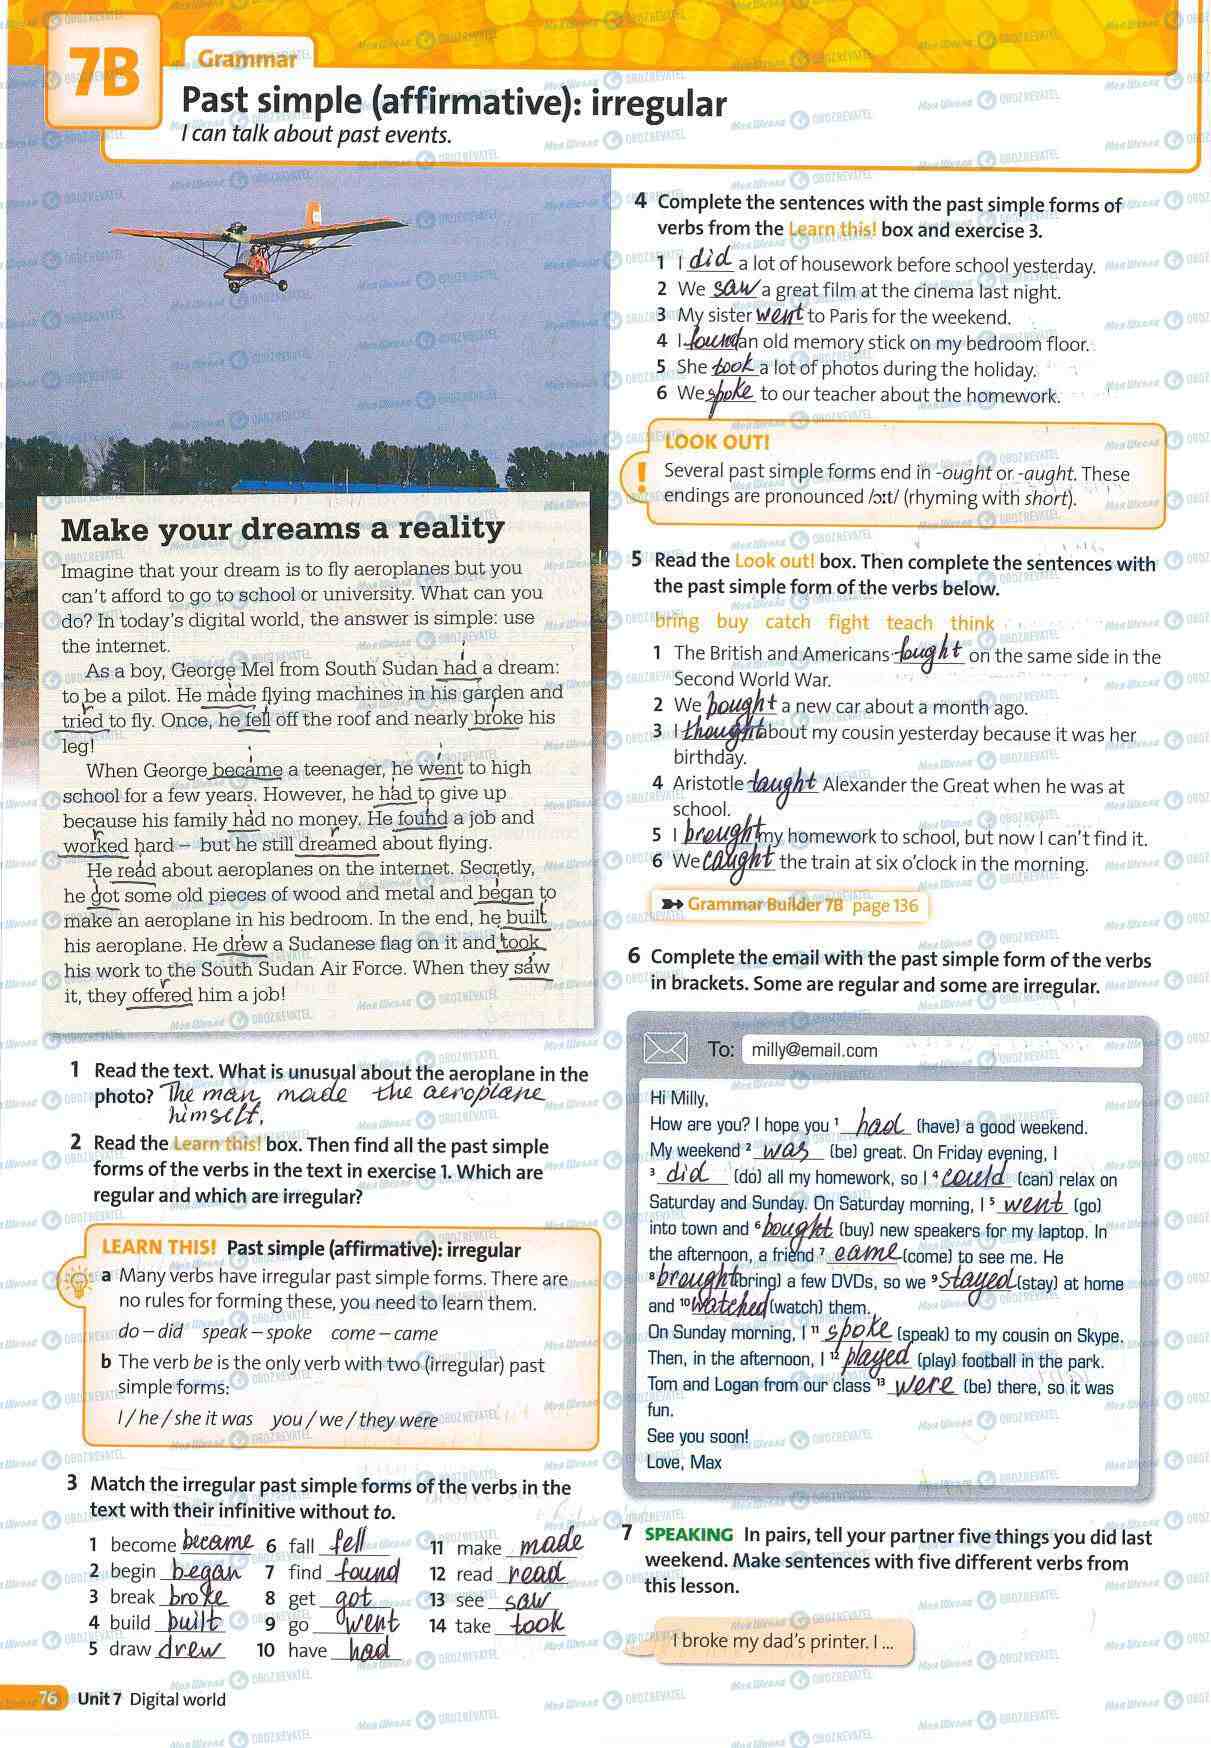 7B
Grammar
Past simple (affirmative): irregular
I can talk about past events.
Make your dreams a reality
Imagine that your dream is to fly aeroplanes but you
can't afford to go to school or university. What can you
do? In today's digital world, the answer is simple: use
the internet.
As a boy, George Mel from South Sudan had a dream:
to be a pilot. He made flying machines in his garden and
tried to fly. Once, he fell off the roof and nearly broke his
leg!
When George became a teenager, he went to high
school for a few years. However, he had to give up
because his family had no money. He found a job and
worked hard – but he still dreamed about flying.
He read about aeroplanes on the internet. Secretly,
he got some old pieces of wood and metal and began to
make an aeroplane in his bedroom. In the end, he built
his aeroplane. He drew a Sudanese flag on it and took
his work to the South Sudan Air Force. When they saw
it, they offered him a job!
1 Read the text. What is unusual about the aeroplane in the
photo? The man made the aeroplane
himself.
2 Read the Learn this! box. Then find all the past simple
forms of the verbs in the text in exercise 1. Which are
regular and which are irregular?
LEARN THIS! Past simple (affirmative): irregular
a Many verbs have irregular past simple forms. There are
no rules for forming these, you need to learn them.
do – did speak – spoke come – came
b The verb be is the only verb with two (irregular) past
simple forms:
I / he / she it was you / we / they were
3 Match the irregular past simple forms of the verbs in the
text with their infinitive without to.
1 become became 6 fall fell 11 make made
2 begin began 7 find found 12 read read
3 break broke 8 get got 13 see saw
4 build built 9 go went 14 take took
5 draw drew 10 have had
76 Unit 7 Digital world
4 Complete the sentences with the past simple forms of
verbs from the Learn this! box and exercise 3.
1 I did a lot of housework before school yesterday.
2 We saw a great film at the cinema last night.
3 My sister went to Paris for the weekend.
4 I found an old memory stick on my bedroom floor.
5 She took a lot of photos during the holiday.
6 We spoke to our teacher about the homework.
LOOK OUT!
! Several past simple forms end in -ought or -aught. These
endings are pronounced /ɔːt/ (rhyming with short).
5 Read the Look out! box. Then complete the sentences with
the past simple form of the verbs below.
bring buy catch fight teach think
1 The British and Americans fought on the same side in the
Second World War.
2 We bought a new car about a month ago.
3 I thought about my cousin yesterday because it was her
birthday.
4 Aristotle taught Alexander the Great when he was at
school.
5 I brought my homework to school, but now I can't find it.
6 We caught the train at six o'clock in the morning.
Grammar Builder 7B page 136
6 Complete the email with the past simple form of the verbs
in brackets. Some are regular and some are irregular.
To: milly@email.com
Hi Milly,
How are you? I hope you 1 had (have) a good weekend.
My weekend 2 was (be) great. On Friday evening, I
3 did (do) all my homework, so I 4 could (can) relax on
Saturday and Sunday. On Saturday morning, I 5 went (go)
into town and 6 bought (buy) new speakers for my laptop. In
the afternoon, a friend 7 came (come) to see me. He
8 brought (bring) a few DVDs, so we 9 stayed (stay) at home
and 10 watched (watch) them.
On Sunday morning, I 11 spoke (speak) to my cousin on Skype.
Then, in the afternoon, I 12 played (play) football in the park.
Tom and Logan from our class 13 were (be) there, so it was
fun.
See you soon!
Love, Max
7 SPEAKING In pairs, tell your partner five things you did last
weekend. Make sentences with five different verbs from
this lesson.
I broke my dad's printer. I ...
Моя Школа OBOZREVATEL